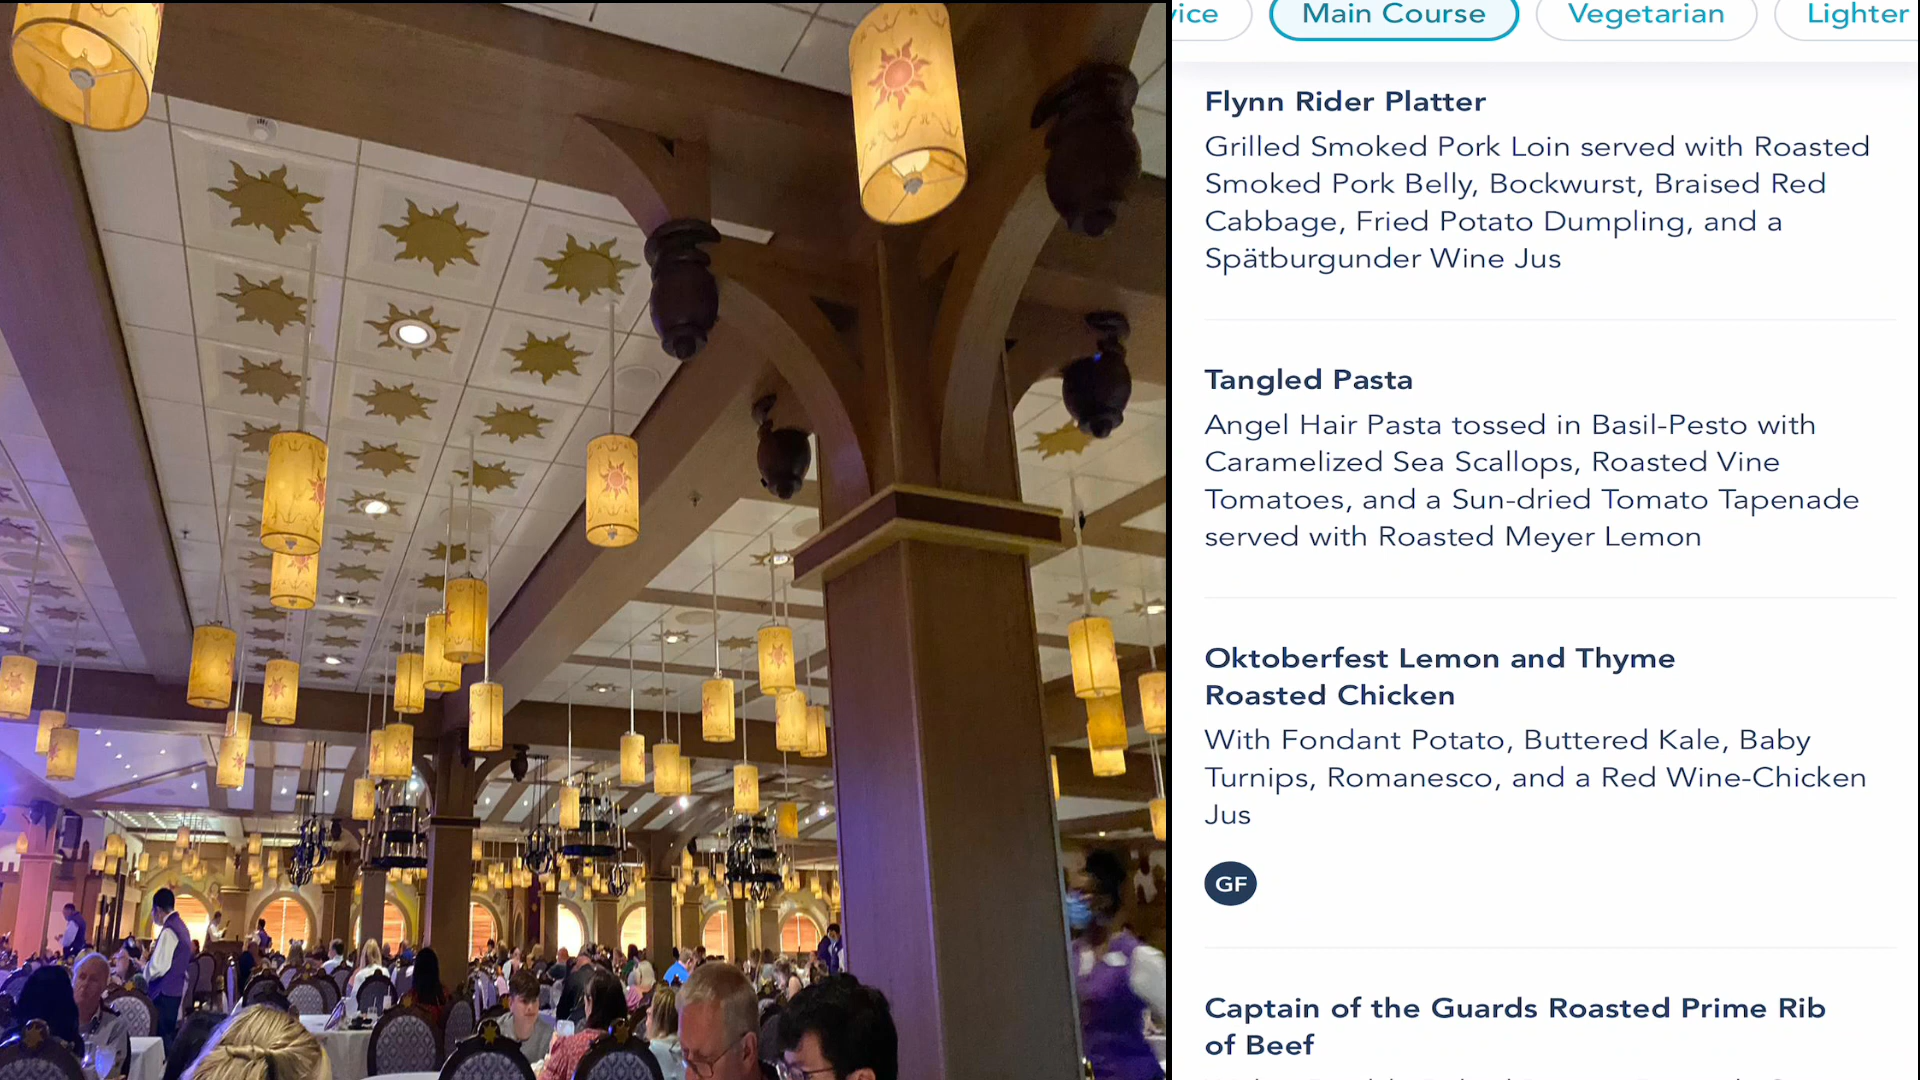 Main Course
Vegetarian
Lighter
Flynn Rider Platter
Grilled Smoked Pork Loin served with Roasted
Smoked Pork Belly, Bockwurst, Braised Red
Cabbage, Fried Potato Dumpling, and a
Spätburgunder Wine Jus
Tangled Pasta
Angel Hair Pasta tossed in Basil-Pesto with
Caramelized Sea Scallops, Roasted Vine
Tomatoes, and a Sun-dried Tomato Tapenade
served with Roasted Meyer Lemon
Oktoberfest Lemon and Thyme
Roasted Chicken
With Fondant Potato, Buttered Kale, Baby
Turnips, Romanesco, and a Red Wine-Chicken
Jus
GF
Captain of the Guards Roasted Prime Rib
of Beef